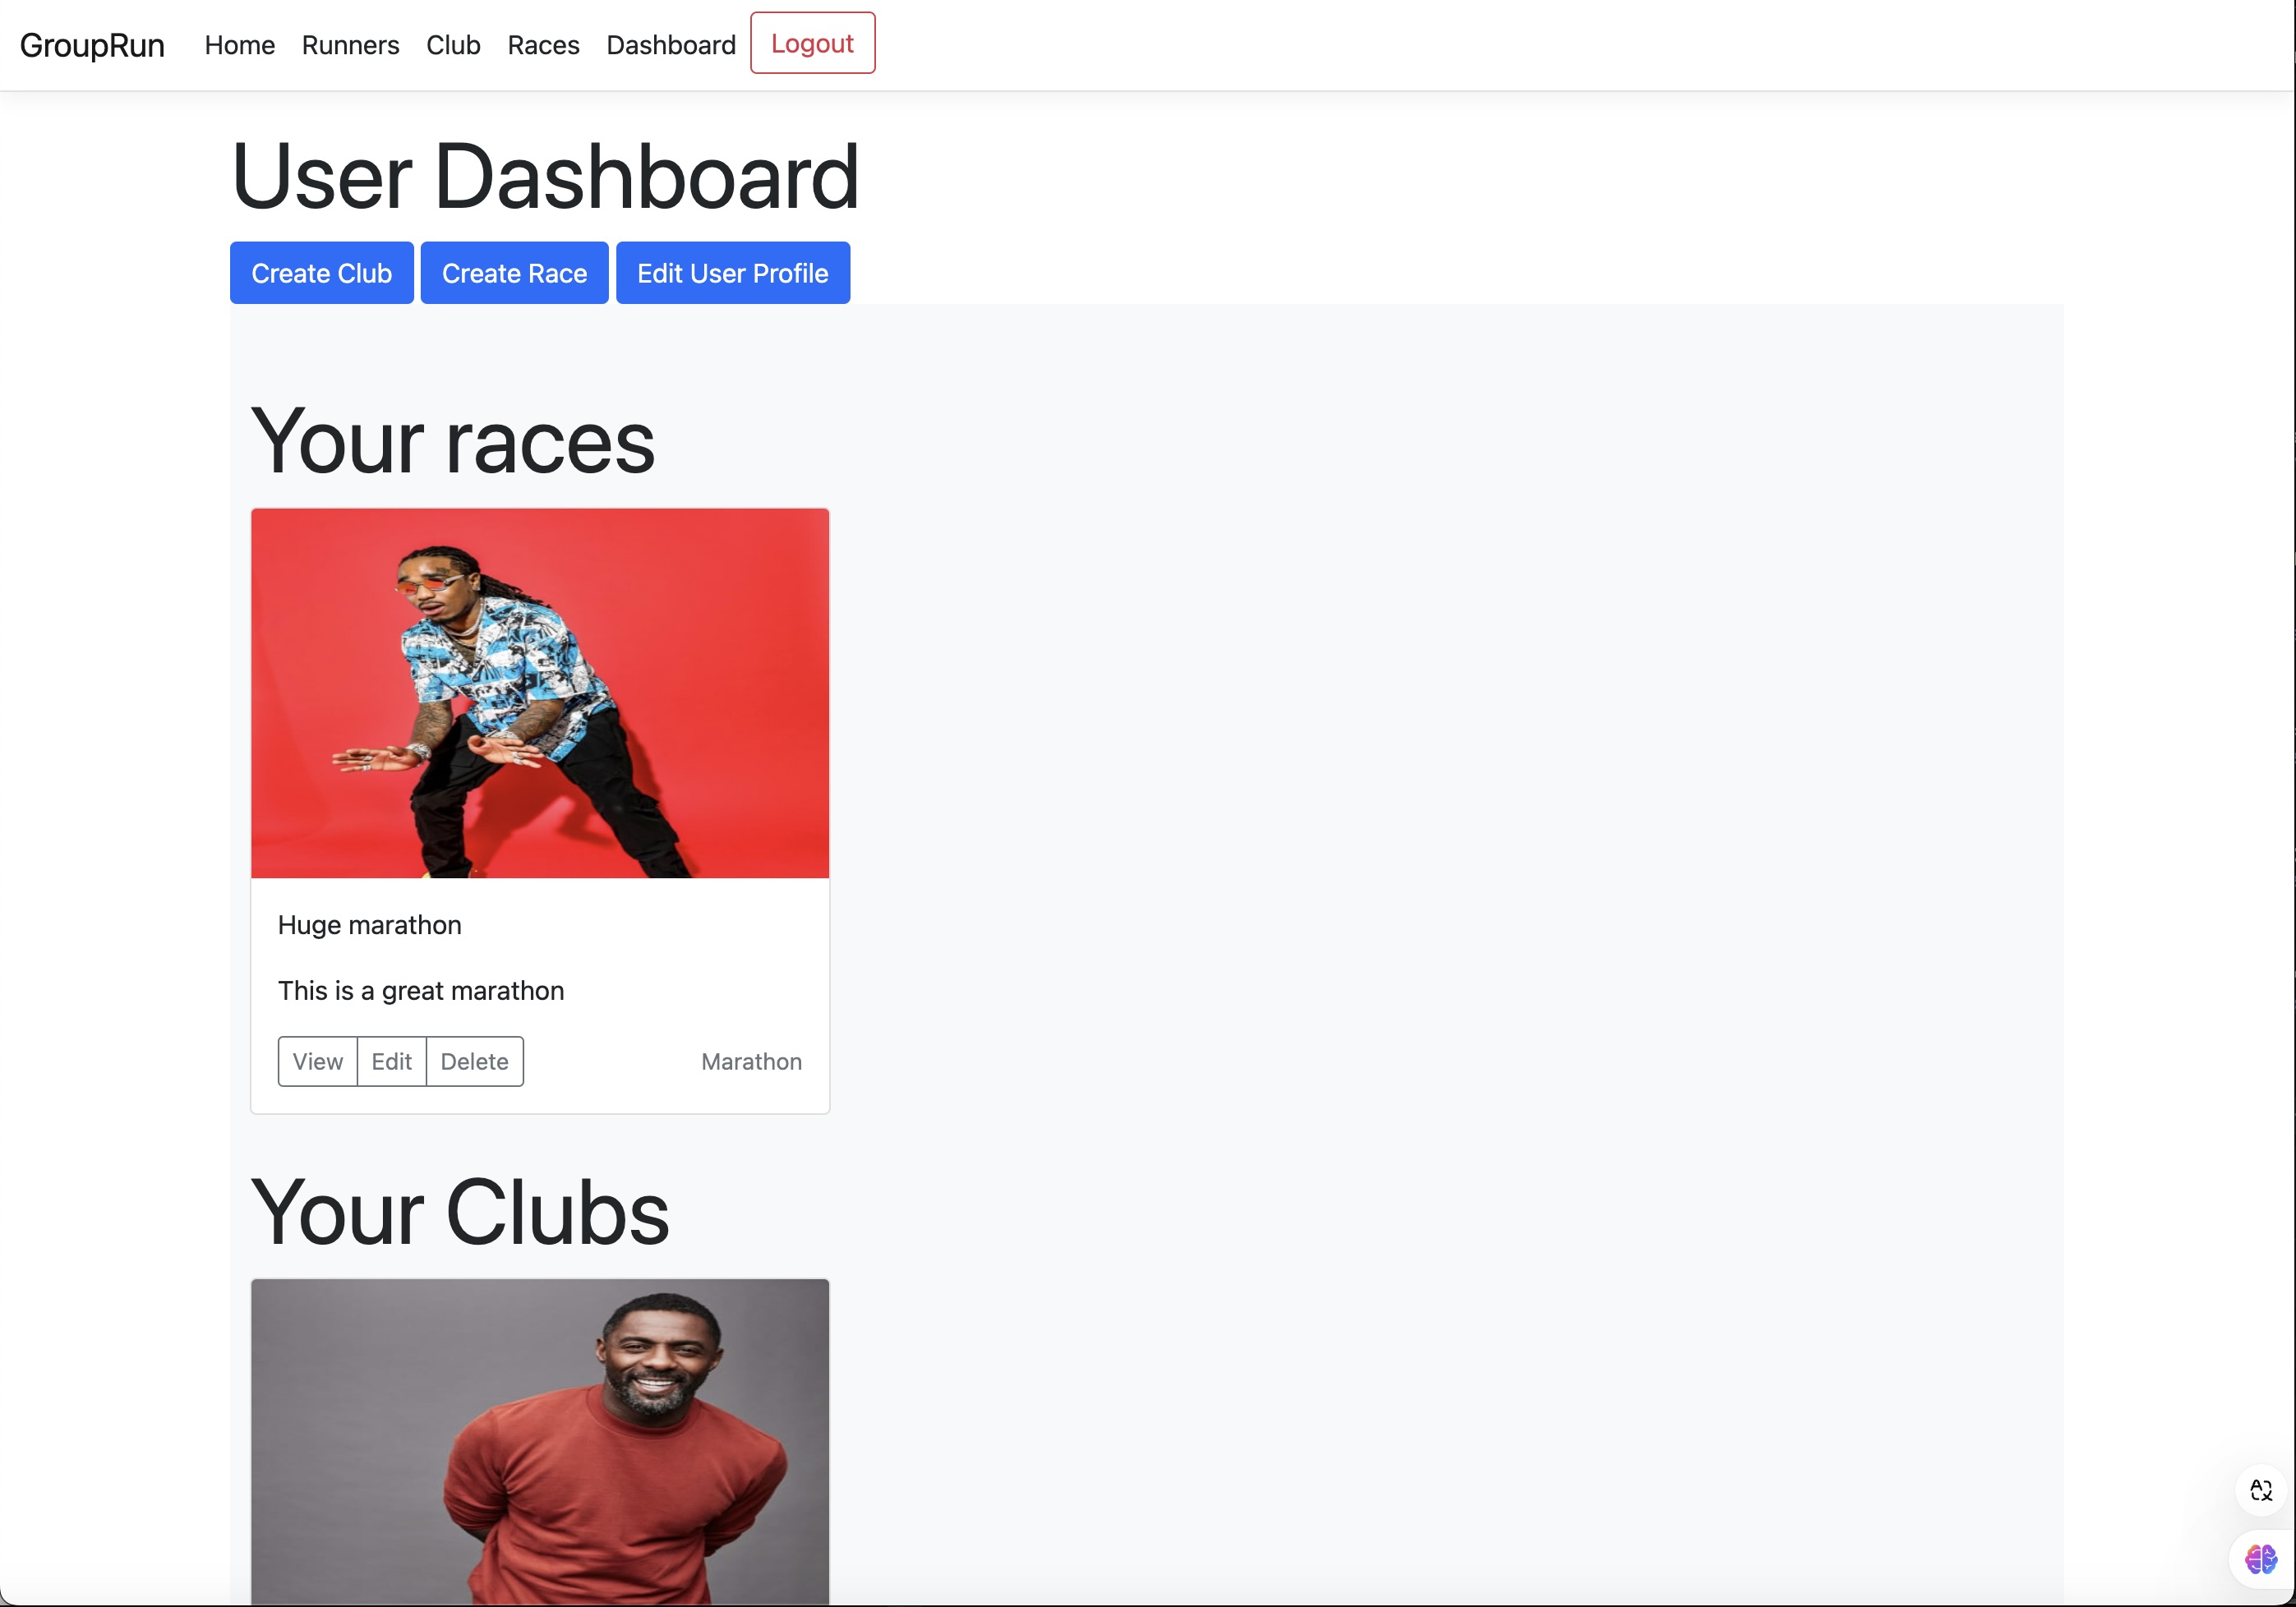 GroupRun Home Runners Club Races Dashboard Logout
User Dashboard
Create Club Create Race Edit User Profile
Your races
Huge marathon
This is a great marathon
View Edit Delete Marathon
Your Clubs